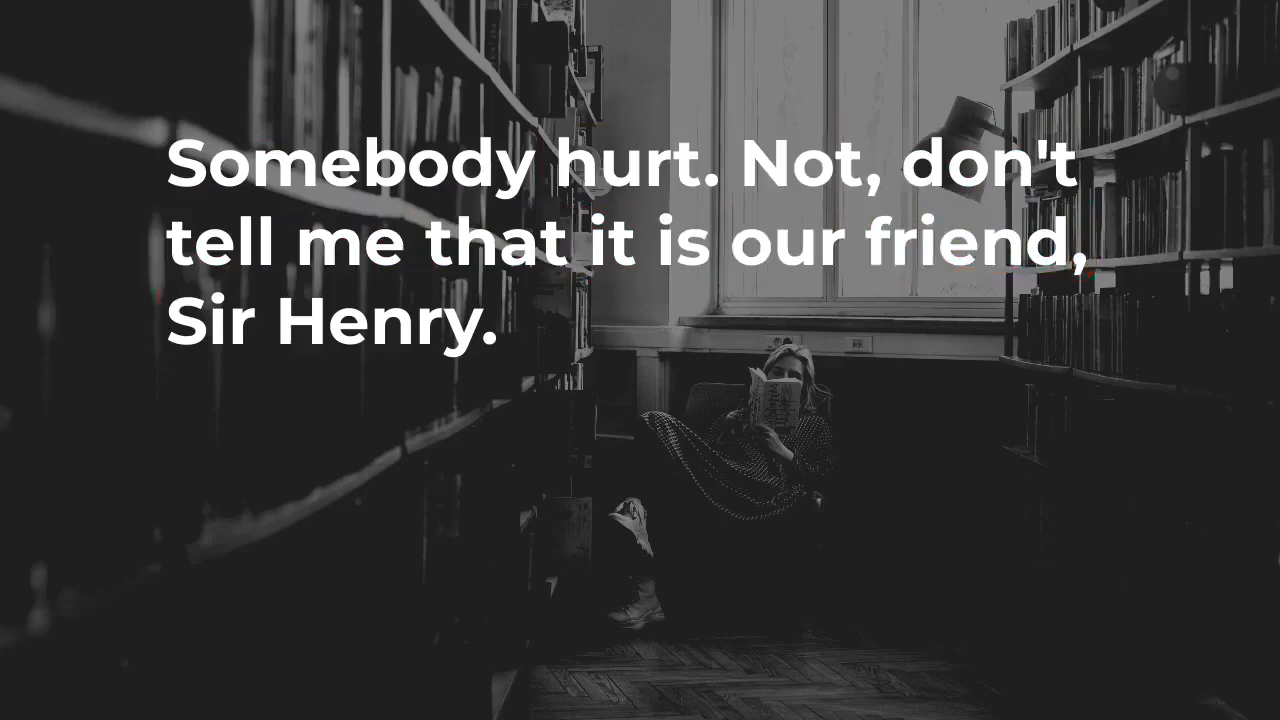 Somebody hurt. Not, don't
tell me that it is our friend,
Sir Henry.